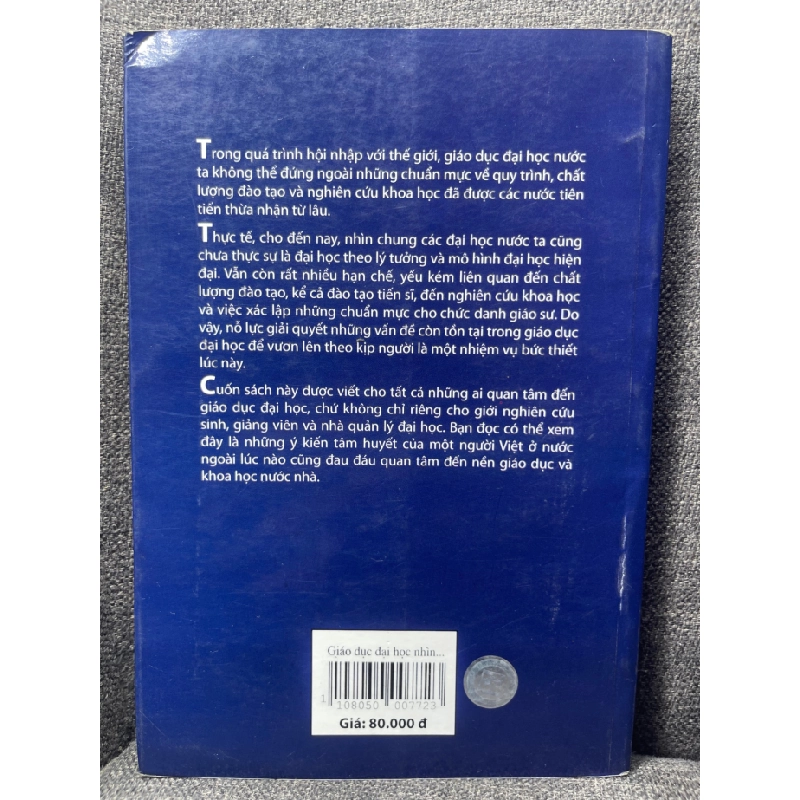 Trong quá trình hội nhập với thế giới, giáo dục đại học nước
ta không thể đứng ngoài những chuẩn mực về quy trình, chất
lượng đào tạo và nghiên cứu khoa học đã được các nước tiên
tiến thừa nhận từ lâu.
Thực tế, cho đến nay, nhìn chung các đại học nước ta cũng
chưa thực sự là đại học theo lý tưởng và mô hình đại học hiện
đại. Vẫn còn rất nhiều hạn chế, yếu kém liên quan đến chất
lượng đào tạo, kể cả đào tạo tiến sĩ, đến nghiên cứu khoa học
và việc xác lập những chuẩn mực cho chức danh giáo sư. Do
vậy, nỗ lực giải quyết những vấn đề còn tồn tại trong giáo dục
đại học để vươn lên theo kịp người là một nhiệm vụ bức thiết
lúc này.
Cuốn sách này được viết cho tất cả những ai quan tâm đến
giáo dục đại học, chứ không chỉ riêng cho giới nghiên cứu
sinh, giảng viên và nhà quản lý đại học. Bạn đọc có thể xem
đây là những ý kiến tâm huyết của một người Việt ở nước
ngoài lúc nào cũng đau đáu quan tâm đến nền giáo dục và
khoa học nước nhà.
Giáo dục đại học nhìn...
1 108050 007723
Giá: 80.000 đ